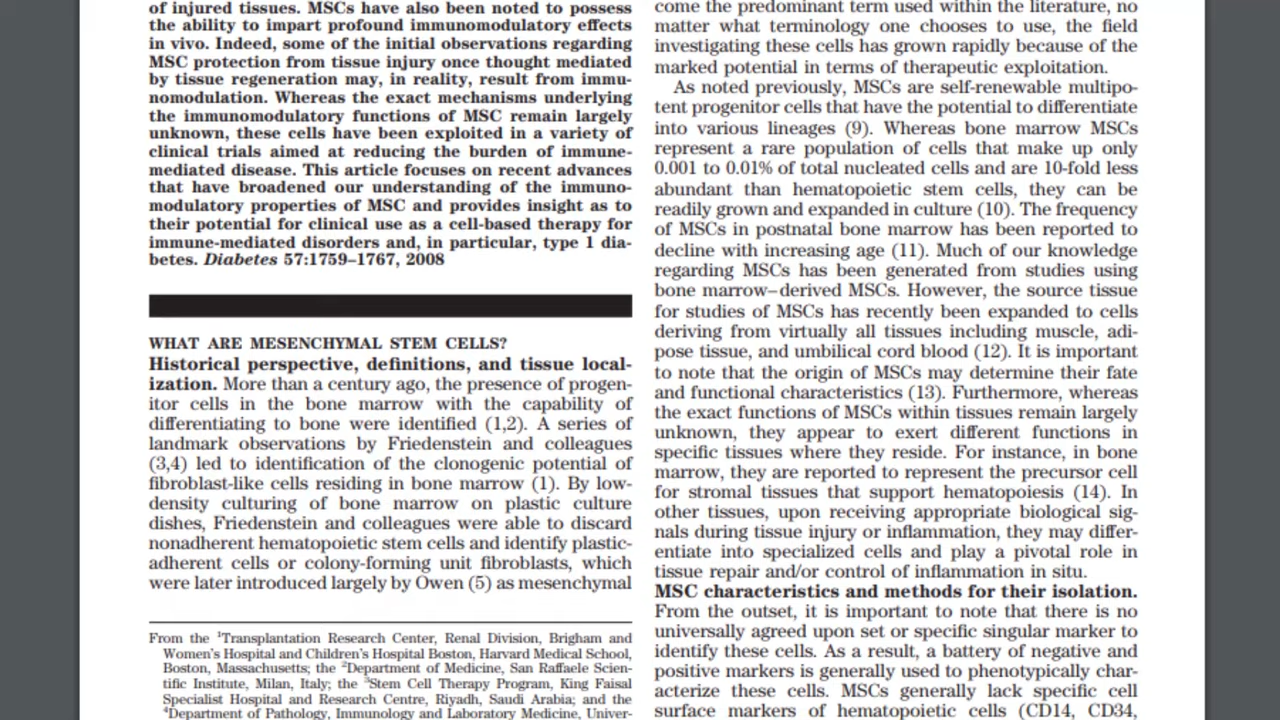 of injured tissues. MSCs have also been noted to possess
the ability to impart profound immunomodulatory effects
in vivo. Indeed, some of the initial observations regarding
MSC protection from tissue injury once thought mediated
by tissue regeneration may, in reality, result from immu-
nomodulation. Whereas the exact mechanisms underlying
the immunomodulatory functions of MSC remain largely
unknown, these cells have been exploited in a variety of
clinical trials aimed at reducing the burden of immune-
mediated disease. This article focuses on recent advances
that have broadened our understanding of the immuno-
modulatory properties of MSC and provides insight as to
their potential for clinical use as a cell-based therapy for
immune-mediated disorders and, in particular, type 1 dia-
betes. Diabetes 57:1759–1767, 2008
WHAT ARE MESENCHYMAL STEM CELLS?
Historical perspective, definitions, and tissue local-
ization. More than a century ago, the presence of progen-
itor cells in the bone marrow with the capability of
differentiating to bone were identified (1,2). A series of
landmark observations by Friedenstein and colleagues
(3,4) led to identification of the clonogenic potential of
fibroblast-like cells residing in bone marrow (1). By low-
density culturing of bone marrow on plastic culture
dishes, Friedenstein and colleagues were able to discard
nonadherent hematopoietic stem cells and identify plastic-
adherent cells or colony-forming unit fibroblasts, which
were later introduced largely by Owen (5) as mesenchymal
From the 1Transplantation Research Center, Renal Division, Brigham and
Women's Hospital and Children's Hospital Boston, Harvard Medical School,
Boston, Massachusetts; the 2Department of Medicine, San Raffaele Scien-
tific Institute, Milan, Italy; the 3Stem Cell Therapy Program, King Faisal
Specialist Hospital and Research Centre, Riyadh, Saudi Arabia; and the
4Department of Pathology, Immunology and Laboratory Medicine, Univer-
come the predominant term used within the literature, no
matter what terminology one chooses to use, the field
investigating these cells has grown rapidly because of the
marked potential in terms of therapeutic exploitation.
As noted previously, MSCs are self-renewable multipo-
tent progenitor cells that have the potential to differentiate
into various lineages (9). Whereas bone marrow MSCs
represent a rare population of cells that make up only
0.001 to 0.01% of total nucleated cells and are 10-fold less
abundant than hematopoietic stem cells, they can be
readily grown and expanded in culture (10). The frequency
of MSCs in postnatal bone marrow has been reported to
decline with increasing age (11). Much of our knowledge
regarding MSCs has been generated from studies using
bone marrow–derived MSCs. However, the source tissue
for studies of MSCs has recently been expanded to cells
deriving from virtually all tissues including muscle, adi-
pose tissue, and umbilical cord blood (12). It is important
to note that the origin of MSCs may determine their fate
and functional characteristics (13). Furthermore, whereas
the exact functions of MSCs within tissues remain largely
unknown, they appear to exert different functions in
specific tissues where they reside. For instance, in bone
marrow, they are reported to represent the precursor cell
for stromal tissues that support hematopoiesis (14). In
other tissues, upon receiving appropriate biological sig-
nals during tissue injury or inflammation, they may differ-
entiate into specialized cells and play a pivotal role in
tissue repair and/or control of inflammation in situ.
MSC characteristics and methods for their isolation.
From the outset, it is important to note that there is no
universally agreed upon set or specific singular marker to
identify these cells. As a result, a battery of negative and
positive markers is generally used to phenotypically char-
acterize these cells. MSCs generally lack specific cell
surface markers of hematopoietic cells (CD14, CD34,